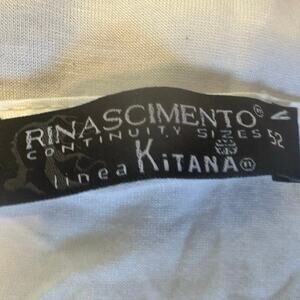 RINASCIMENTO®
CONTINUITY SIZES
linea KiTANA®
52